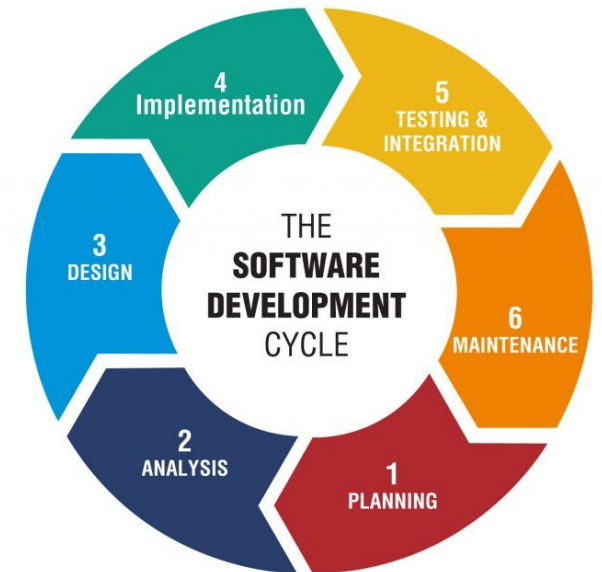 THE
SOFTWARE
DEVELOPMENT
CYCLE
1
PLANNING
2
ANALYSIS
3
DESIGN
4
Implementation
5
TESTING &
INTEGRATION
6
MAINTENANCE